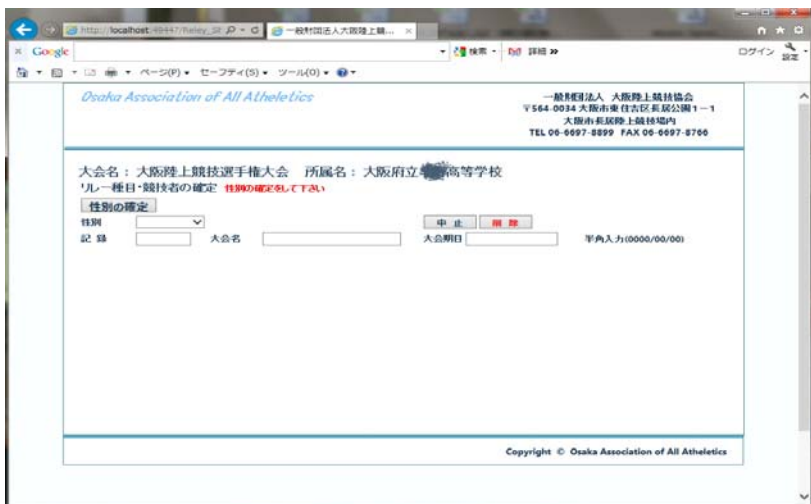 http://localhost:49447/Reley_Sl
一般財団法人大阪陸上競...
Google
検索
詳細
ログイン
設定
ページ(P)
セーフティ(S)
ツール(O)
Osaka Association of All Atheletics
一般財団法人 大阪陸上競技協会
〒564-0034 大阪市東住吉区長居公園1-1
大阪市長居陸上競技場内
TEL 06-6697-8899 FAX 06-6697-8766
大会名: 大阪陸上競技選手権大会 所属名: 大阪府立 高等学校
リレー種目・競技者の確定 性別の確定をして下さい
性別の確定
性別 中 止 削 除
記 録 大会名 大会期日 半角入力(0000/00/00)
Copyright © Osaka Association of All Atheletics